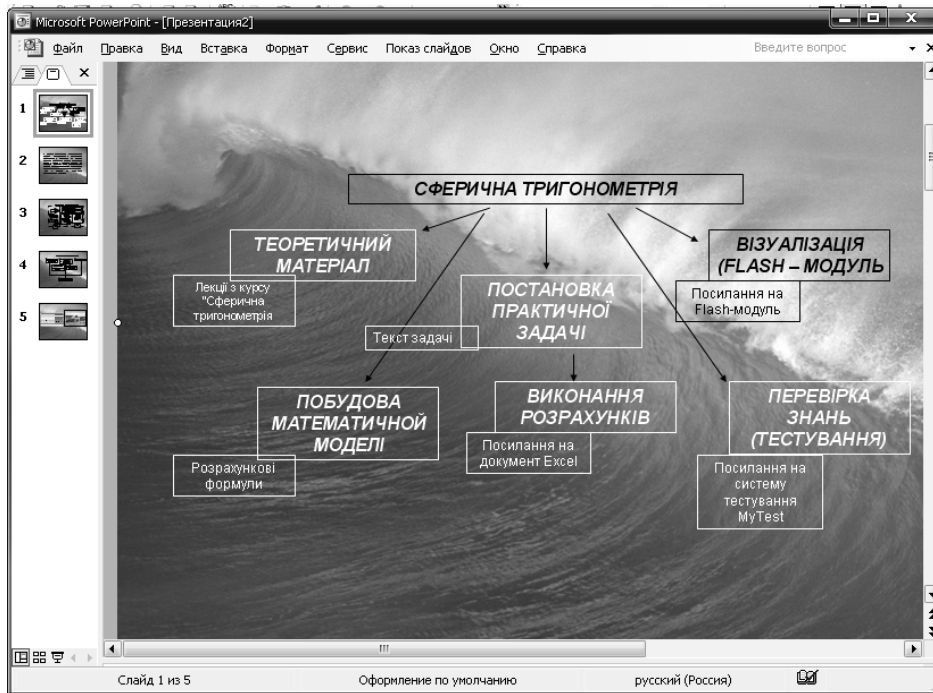 Microsoft PowerPoint - [Презентация2]
Файл Правка Вид Вставка Формат Сервис Показ слайдов Окно Справка Введите вопрос
1
2
3
4
5
СФЕРИЧНА ТРИГОНОМЕТРІЯ
ТЕОРЕТИЧНИЙ
МАТЕРІАЛ
Лекції з курсу
"Сферична
тригонометрія
ПОСТАНОВКА
ПРАКТИЧНОЇ
ЗАДАЧІ
Текст задачі
ВІЗУАЛІЗАЦІЯ
(FLASH – МОДУЛЬ
Посилання на
Flash-модуль
ПОБУДОВА
МАТЕМАТИЧНОЇ
МОДЕЛІ
Розрахункові
формули
ВИКОНАННЯ
РОЗРАХУНКІВ
Посилання на
документ Excel
ПЕРЕВІРКА
ЗНАНЬ
(ТЕСТУВАННЯ)
Посилання на
систему
тестування
MyTest
Слайд 1 из 5 Оформление по умолчанию русский (Россия)